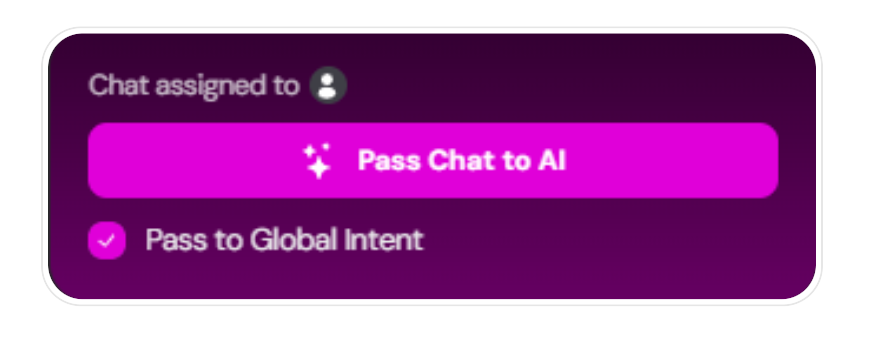 Chat assigned to
Pass Chat to AI
Pass to Global Intent